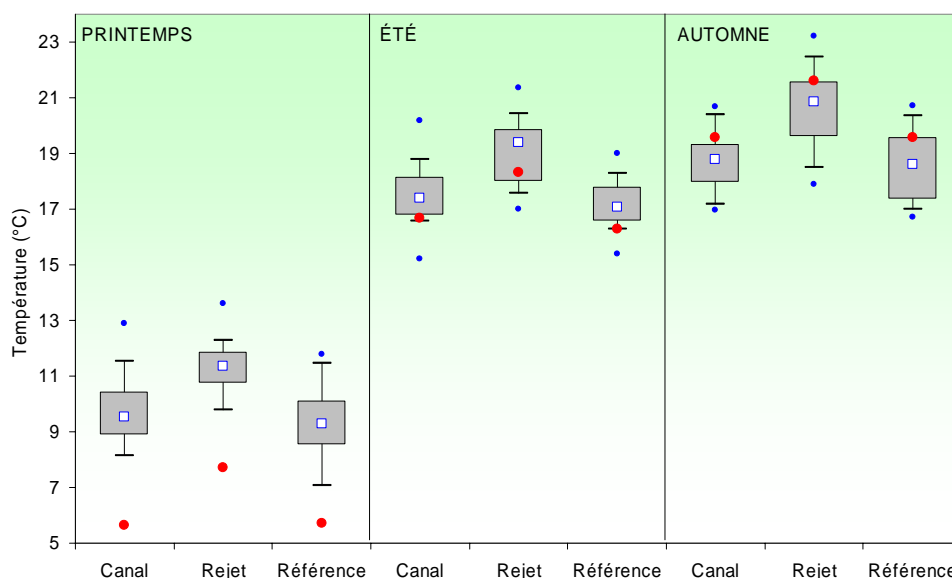 PRINTEMPS
ÉTÉ
AUTOMNE
Température (°C)
23
21
19
17
15
13
11
9
7
5
Canal
Rejet
Référence
Canal
Rejet
Référence
Canal
Rejet
Référence